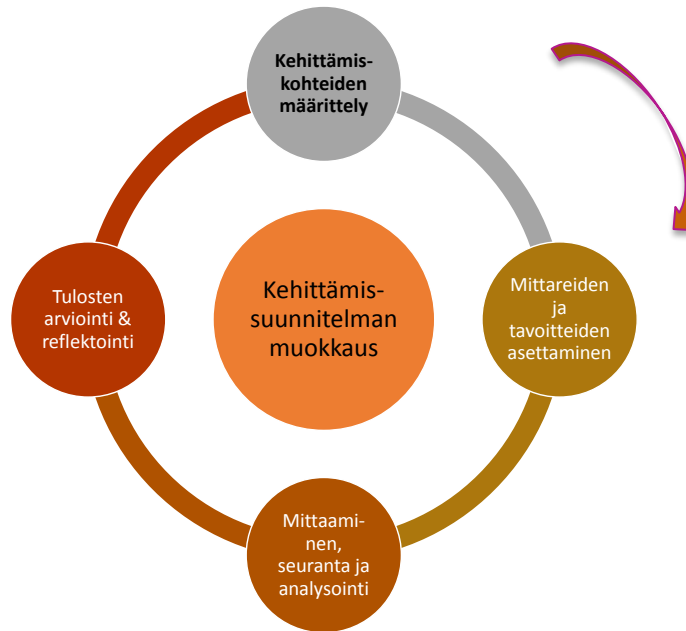 Kehittämis-
kohteiden
määrittely
Mittareiden
ja
tavoitteiden
asettaminen
Mittaami-
nen,
seuranta ja
analysointi
Tulosten
arviointi &
reflektointi
Kehittämis-
suunnitelman
muokkaus